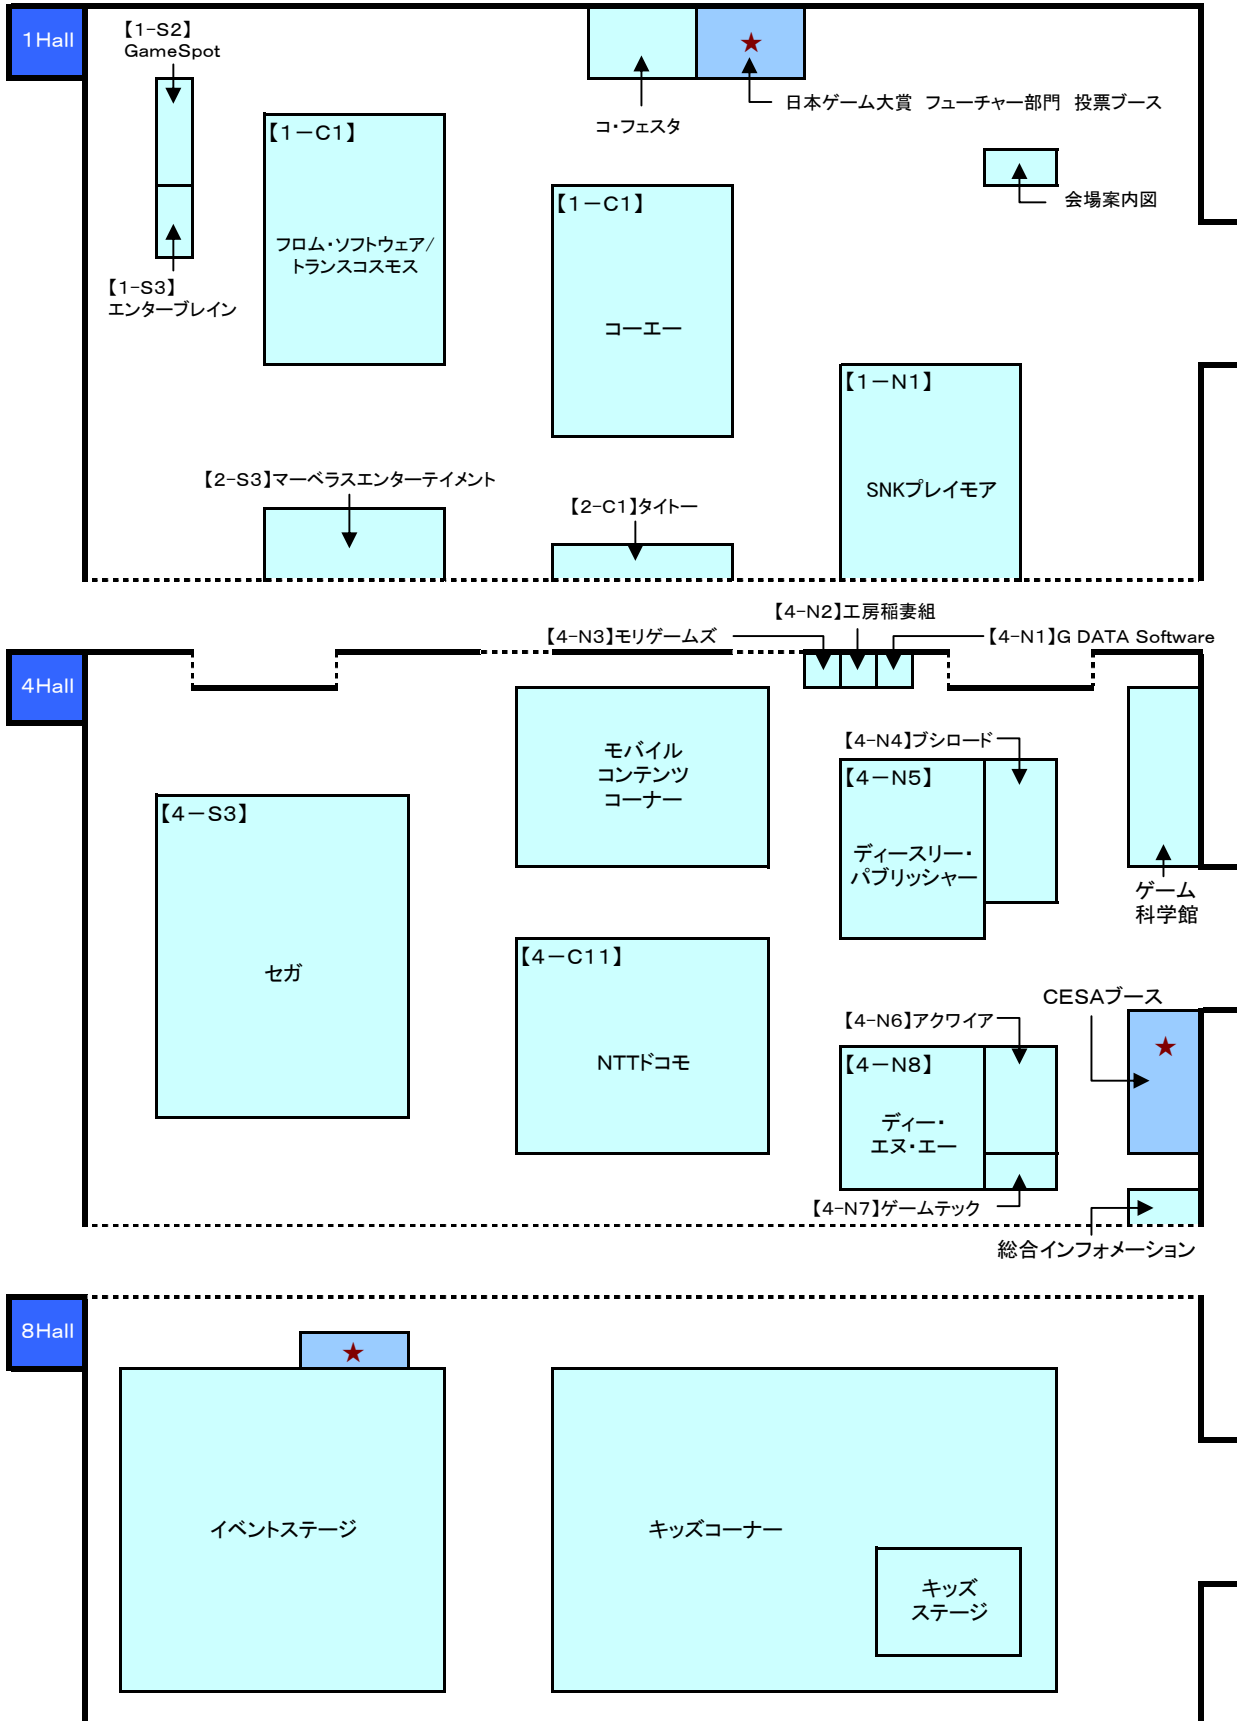 1Hall
【1-S2】
GameSpot
★
日本ゲーム大賞　フューチャー部門　投票ブース
コ・フェスタ
【1－C1】
フロム・ソフトウェア/
トランスコスモス
【1－C1】
コーエー
会場案内図
【1-S3】
エンターブレイン
【1－N1】
SNKプレイモア
【2-S3】マーベラスエンターテイメント
【2-C1】タイトー
【4-N2】工房稲妻組
【4-N3】モリゲームズ
【4-N1】G DATA Software
4Hall
モバイル
コンテンツ
コーナー
【4-N4】ブシロード
【4－N5】
ディースリー・
パブリッシャー
【4－S3】
セガ
ゲーム
科学館
【4－C11】
NTTドコモ
CESAブース
★
【4-N6】アクワイア
【4－N8】
ディー・
エヌ・エー
【4-N7】ゲームテック
総合インフォメーション
8Hall
★
イベントステージ
キッズコーナー
キッズ
ステージ